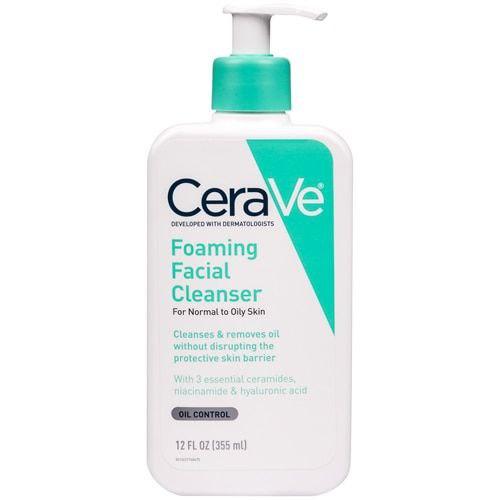 CeraVe®
DEVELOPED WITH DERMATOLOGISTS
Foaming
Facial
Cleanser
For Normal to Oily Skin
Cleanses & removes oil
without disrupting the
protective skin barrier
With 3 essential ceramides,
niacinamide & hyaluronic acid
OIL CONTROL
12 FL OZ (355 ml)